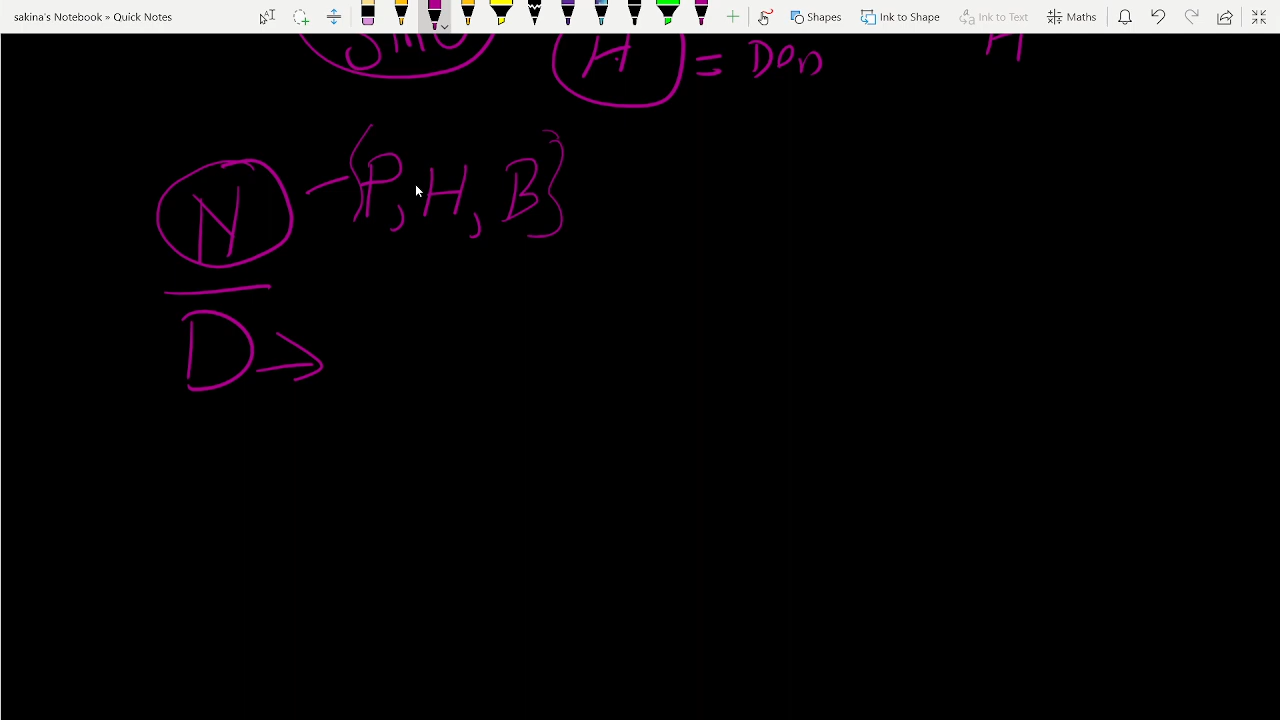 sakina's Notebook » Quick Notes
Shapes Ink to Shape Ink to Text Maths
H = Don
N - {P, H, B}
D →